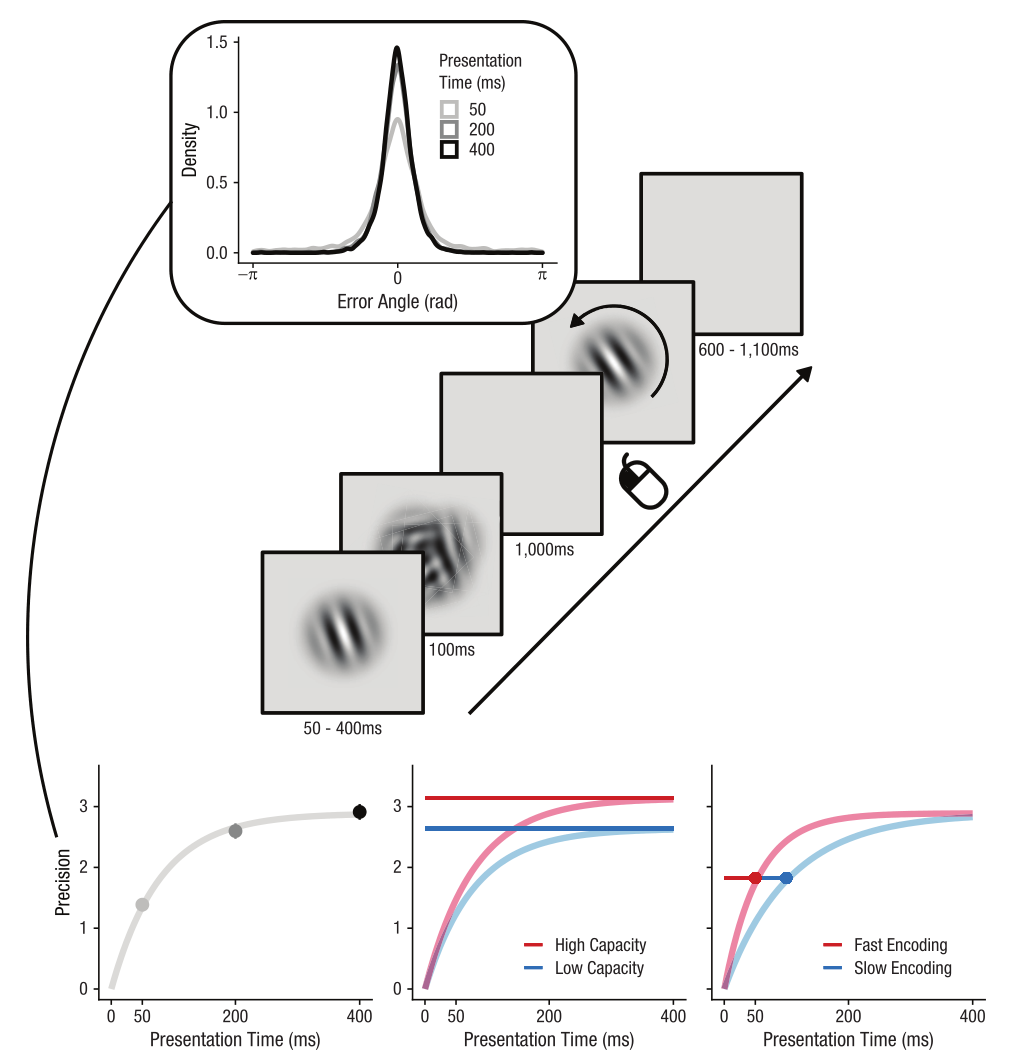 1.5
1.0
0.5
0.0
Density
Presentation
Time (ms)
50
200
400
−π
0
π
Error Angle (rad)
600 - 1,100ms
1,000ms
100ms
50 - 400ms
3
2
1
0
Precision
0
50
200
400
Presentation Time (ms)
3
2
1
0
High Capacity
Low Capacity
0
50
200
400
Presentation Time (ms)
Fast Encoding
Slow Encoding
0
50
200
400
Presentation Time (ms)